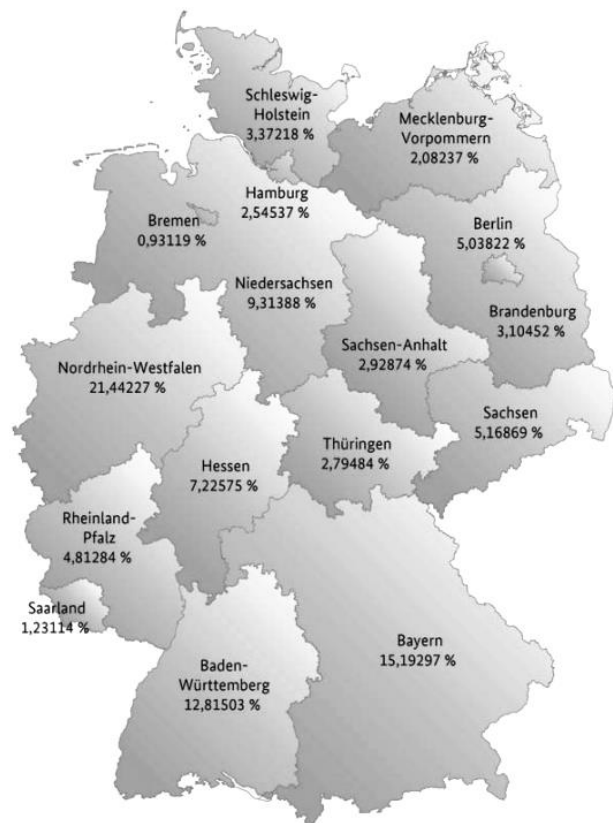 Schleswig-
Holstein
3,37218 %
Mecklenburg-
Vorpommern
2,08237 %
Hamburg
2,54537 %
Bremen
0,93119 %
Berlin
5,03822 %
Niedersachsen
9,31388 %
Brandenburg
3,10452 %
Sachsen-Anhalt
2,92874 %
Nordrhein-Westfalen
21,44227 %
Sachsen
5,16869 %
Thüringen
2,79484 %
Hessen
7,22575 %
Rheinland-
Pfalz
4,81284 %
Saarland
1,23114 %
Bayern
15,19297 %
Baden-
Württemberg
12,81503 %